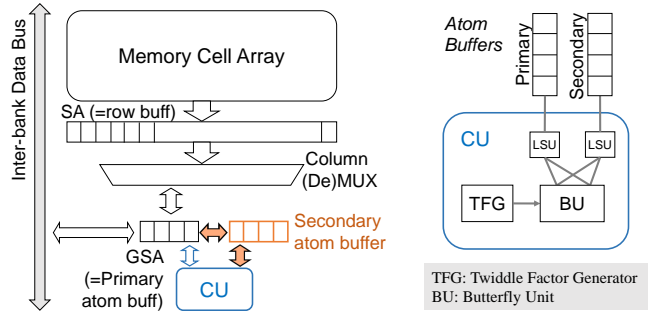 Inter-bank Data Bus
Memory Cell Array
SA (=row buff)
Column
(De)MUX
Secondary
atom buffer
GSA
(=Primary
atom buff)
CU
Atom
Buffers
Primary
Secondary
CU
LSU
LSU
TFG
BU
TFG: Twiddle Factor Generator
BU: Butterfly Unit